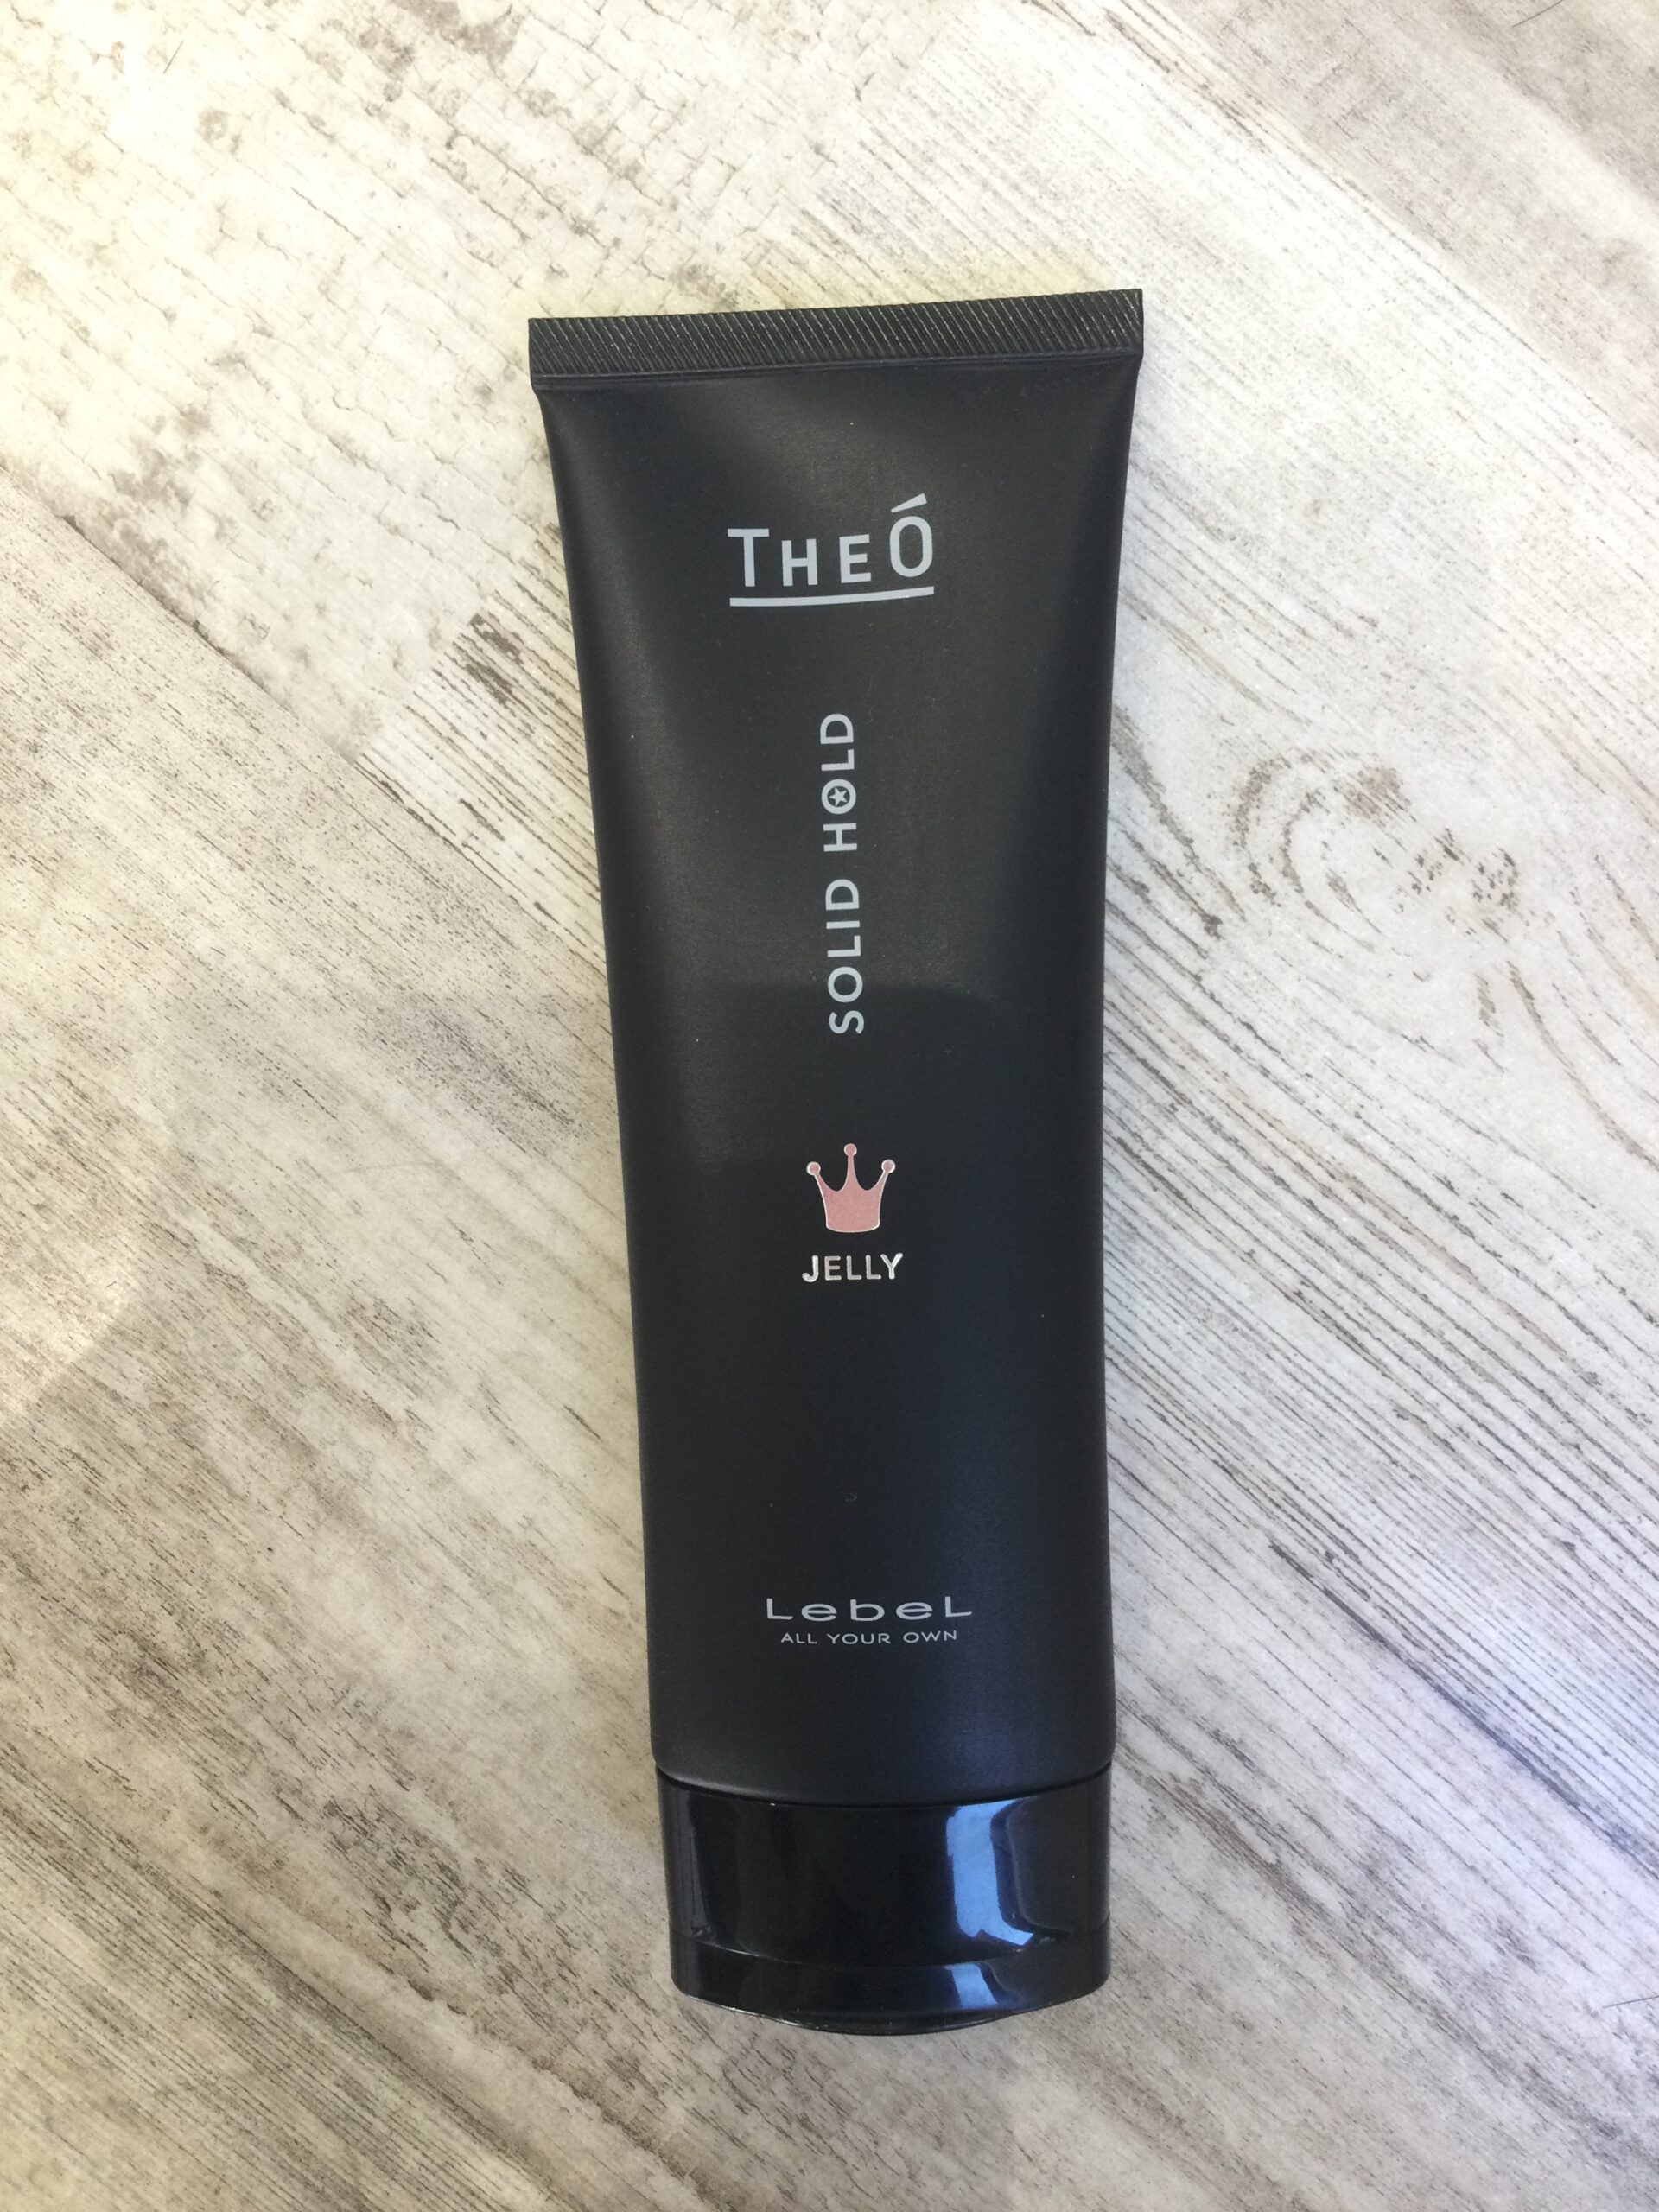 THEÓ
SOLID HOLD
JELLY
LebeL
ALL YOUR OWN